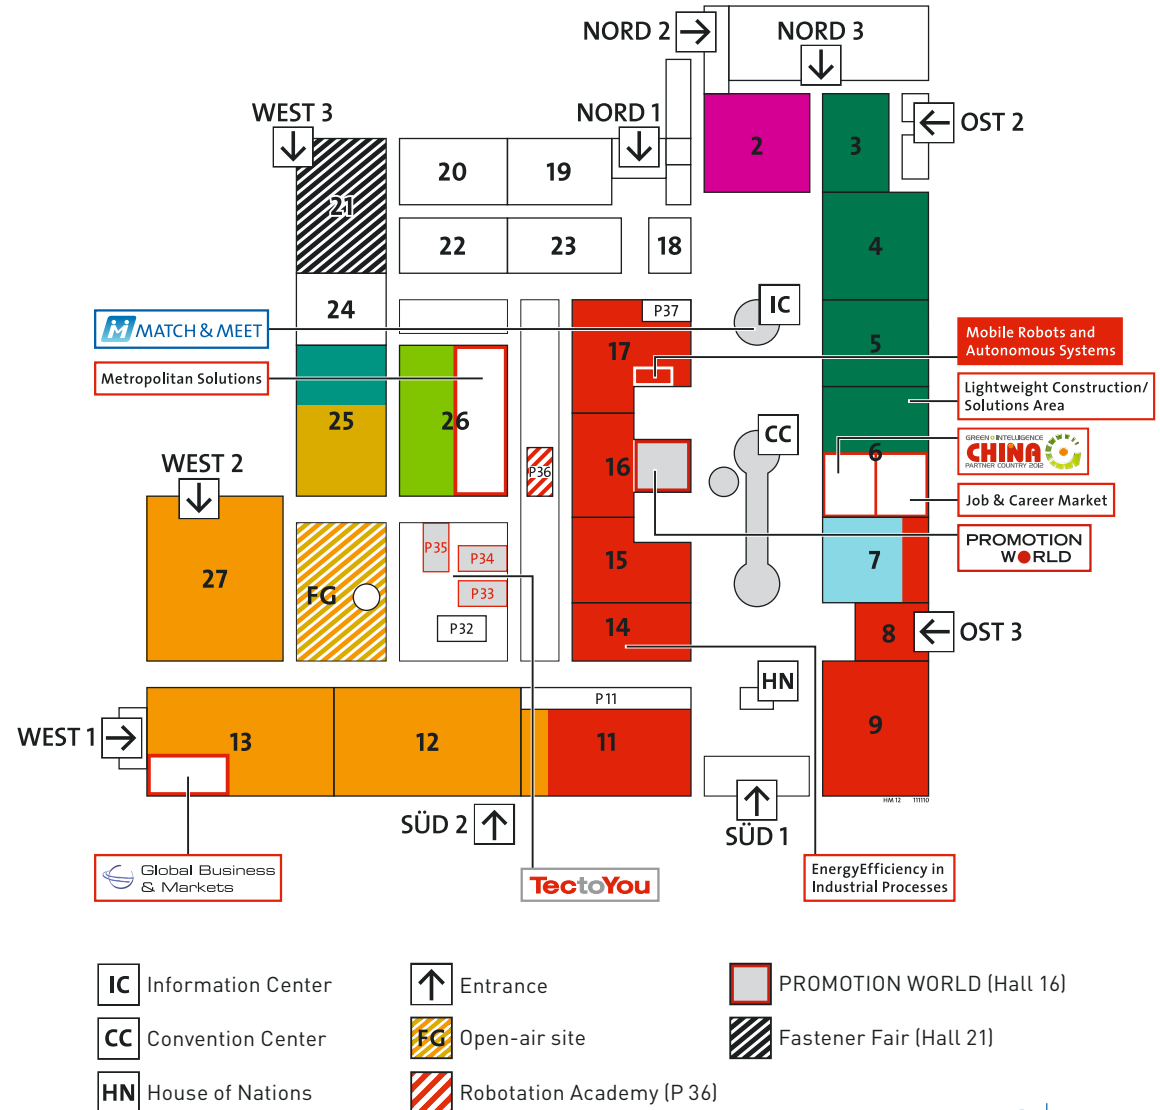 NORD 2
NORD 3
WEST 3
NORD 1
OST 2
2
3
20
19
21
22
23
18
4
24
P37
IC
MATCH & MEET
17
5
Mobile Robots and
Autonomous Systems
Metropolitan Solutions
Lightweight Construction/
Solutions Area
25
26
CC
6
GREEN INTELLIGENCE
CHINA
PARTNER COUNTRY 2012
WEST 2
P36
16
Job & Career Market
PROMOTION
WORLD
27
FG
P35
P34
P33
P32
15
7
14
8
OST 3
HN
P 11
WEST 1
13
12
11
9
HM 12 111110
SÜD 2
SÜD 1
Global Business
& Markets
TectoYou
EnergyEfficiency in
Industrial Processes
IC Information Center
Entrance
PROMOTION WORLD (Hall 16)
CC Convention Center
FG Open-air site
Fastener Fair (Hall 21)
HN House of Nations
Robotation Academy (P 36)